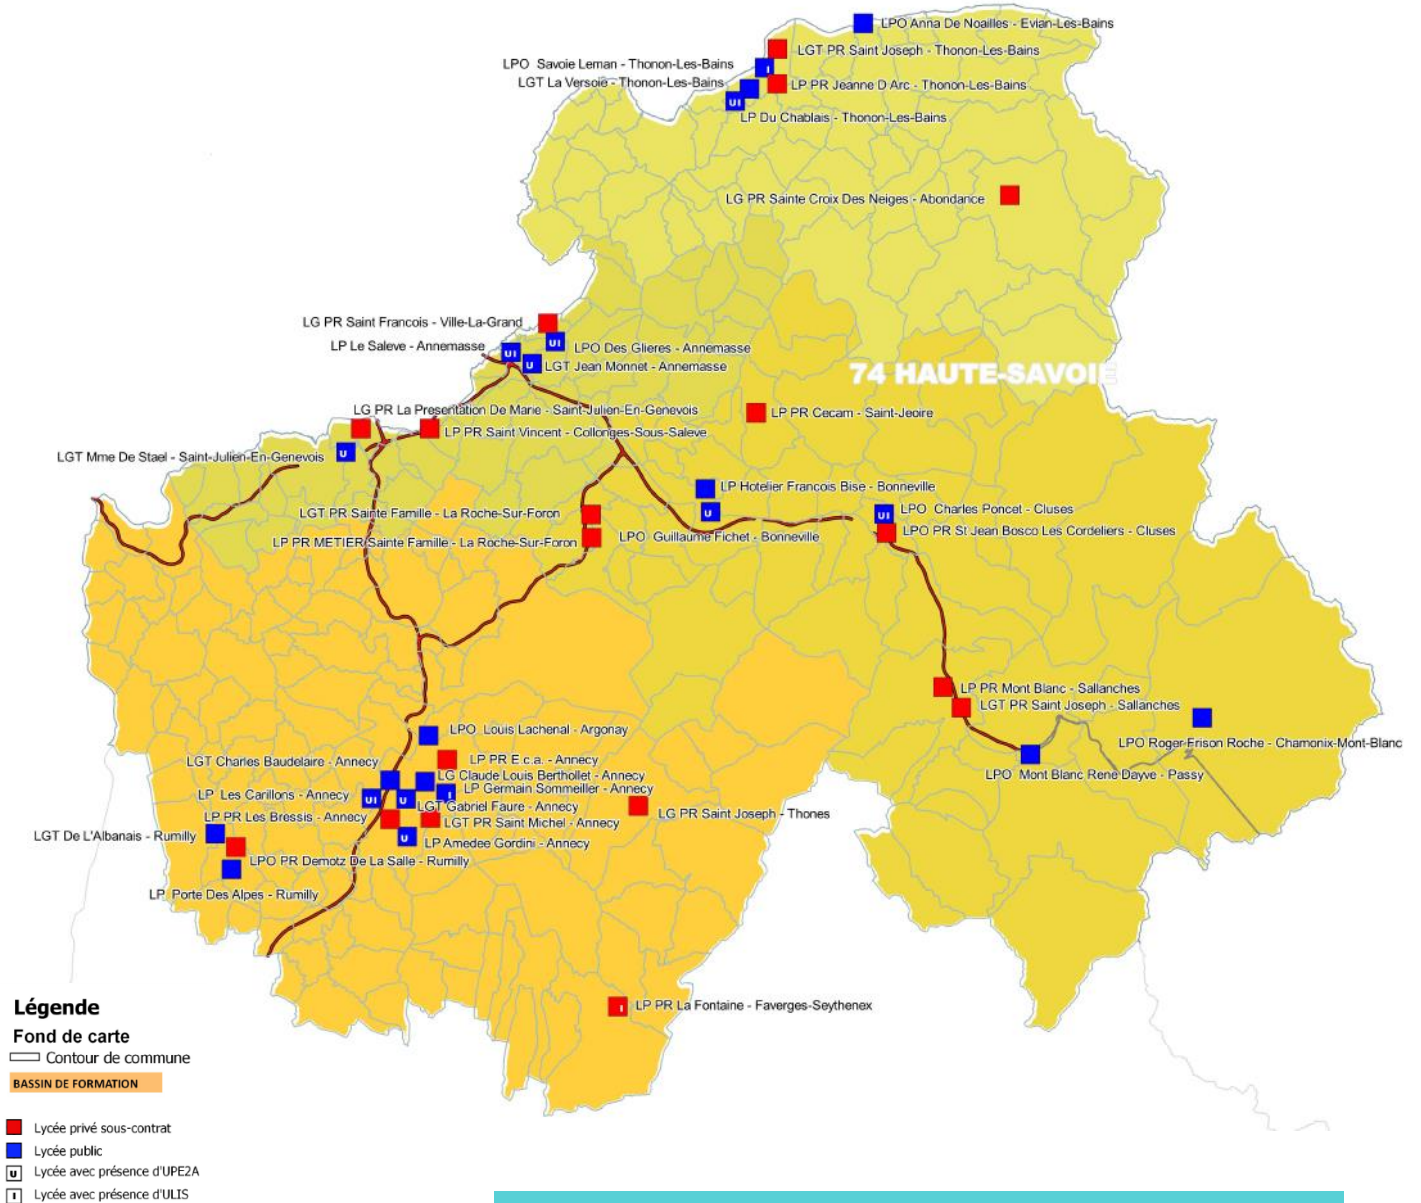 LPO Anna De Noailles - Evian-Les-Bains
LGT PR Saint Joseph - Thonon-Les-Bains
LPO Savoie Leman - Thonon-Les-Bains
I
LGT La Versoie - Thonon-Les-Bains
LP PR Jeanne D Arc - Thonon-Les-Bains
UI
LP Du Chablais - Thonon-Les-Bains
LG PR Sainte Croix Des Neiges - Abondance
LG PR Saint Francois - Ville-La-Grand
LP Le Saleve - Annemasse
UI
UI
LPO Des Glieres - Annemasse
U
LGT Jean Monnet - Annemasse
74 HAUTE-SAVOIE
LG PR La Presentation De Marie - Saint-Julien-En-Genevois
LP PR Cecam - Saint-Jeoire
LP PR Saint Vincent - Collonges-Sous-Saleve
LGT Mme De Stael - Saint-Julien-En-Genevois
U
LP Hotelier Francois Bise - Bonneville
LGT PR Sainte Famille - La Roche-Sur-Foron
U
UI
LPO Charles Poncet - Cluses
LPO PR St Jean Bosco Les Cordeliers - Cluses
LP PR METIER Sainte Famille - La Roche-Sur-Foron
LPO Guillaume Fichet - Bonneville
LP PR Mont Blanc - Sallanches
LGT PR Saint Joseph - Sallanches
LPO Roger Frison Roche - Chamonix-Mont-Blanc
LPO Mont Blanc Rene Dayve - Passy
LPO Louis Lachenal - Argonay
LGT Charles Baudelaire - Annecy
LP PR E.c.a. - Annecy
LG Claude Louis Berthollet - Annecy
LP Les Carillons - Annecy
UI
U
I
LP Germain Sommeiller - Annecy
LGT Gabriel Faure - Annecy
LP PR Les Bressis - Annecy
LGT PR Saint Michel - Annecy
LG PR Saint Joseph - Thones
LGT De L'Albanais - Rumilly
U
LP Amedee Gordini - Annecy
LPO PR Demotz De La Salle - Rumilly
LP Porte Des Alpes - Rumilly
I
LP PR La Fontaine - Faverges-Seythenex
Légende
Fond de carte
Contour de commune
BASSIN DE FORMATION
Lycée privé sous-contrat
Lycée public
U Lycée avec présence d'UPE2A
I Lycée avec présence d'ULIS